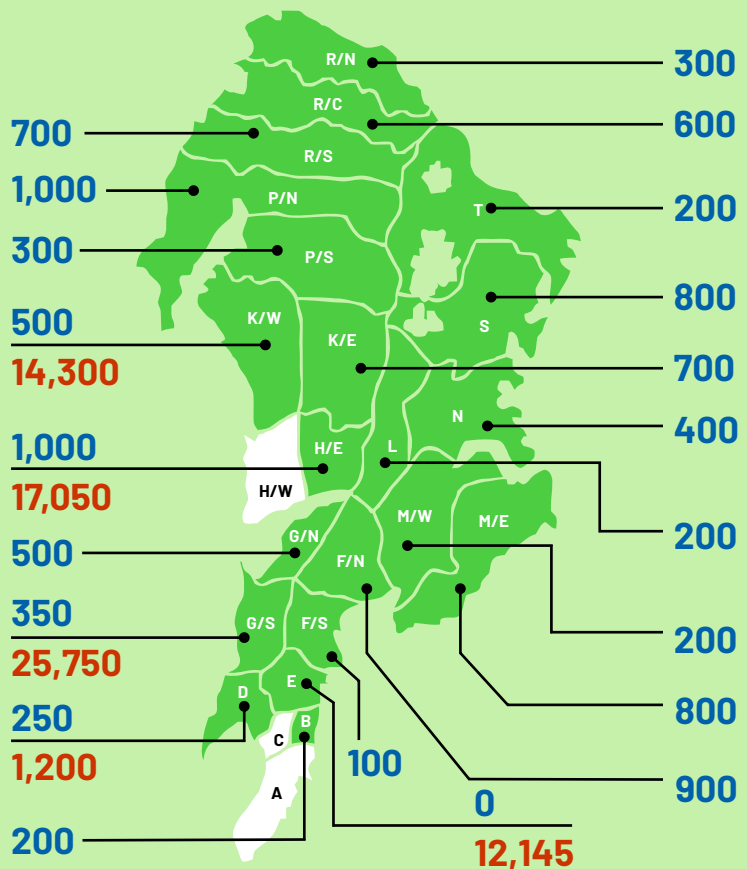 R/N
300
R/C
600
700
R/S
1,000
P/N
T
200
300
P/S
800
500
K/W
S
14,300
K/E
700
N
400
1,000
H/E
L
17,050
H/W
M/W
M/E
200
500
G/N
F/N
350
G/S
F/S
200
25,750
E
250
D
800
B
C
1,200
100
A
0
900
200
12,145